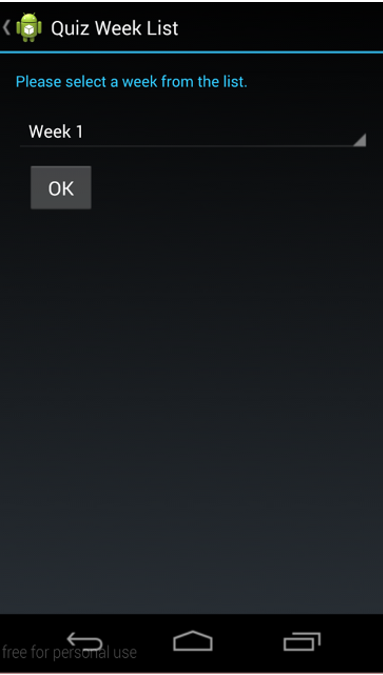 Quiz Week List
Please select a week from the list.
Week 1
OK
free for personal use